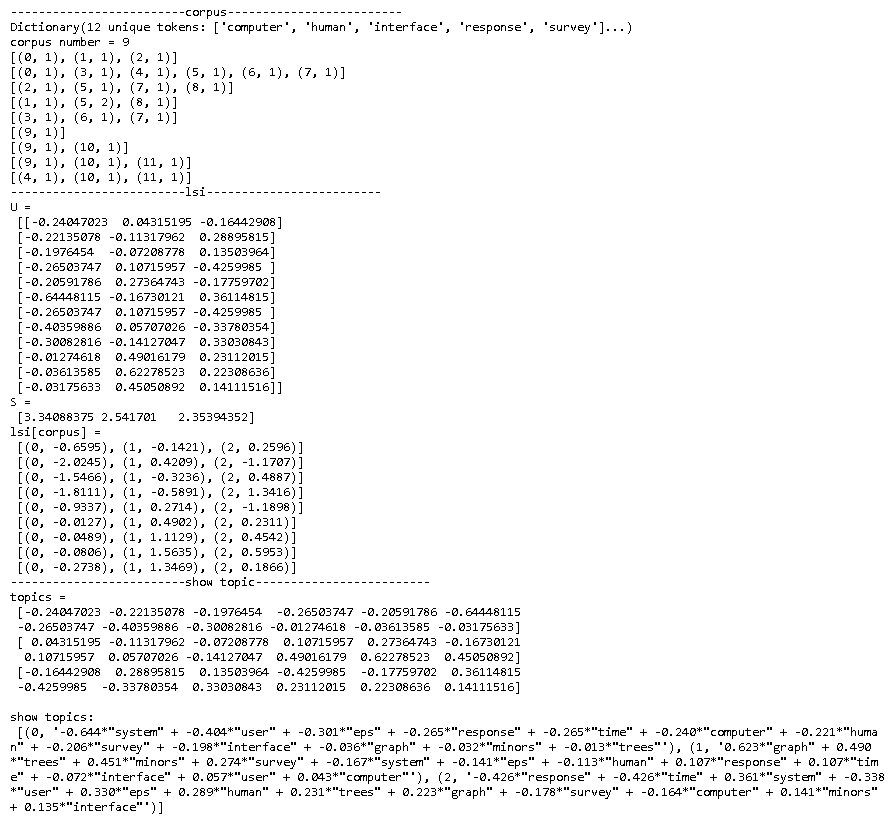 ------------------------corpus------------------------
Dictionary(12 unique tokens: ['computer', 'human', 'interface', 'response', 'survey']...)
corpus number = 9
[(0, 1), (1, 1), (2, 1)]
[(0, 1), (3, 1), (4, 1), (5, 1), (6, 1), (7, 1)]
[(2, 1), (5, 1), (7, 1), (8, 1)]
[(1, 1), (5, 2), (8, 1)]
[(3, 1), (6, 1), (7, 1)]
[(9, 1)]
[(9, 1), (10, 1)]
[(9, 1), (10, 1), (11, 1)]
[(4, 1), (10, 1), (11, 1)]
------------------------lsi------------------------
U =
[[-0.24047023  0.04315195 -0.16442908]
[-0.22135078 -0.11317962  0.28895815]
[-0.1976454  -0.07208778  0.13503964]
[-0.26503747  0.10715957 -0.4259985 ]
[-0.20591786  0.27364743 -0.17759702]
[-0.64448115 -0.16730121  0.36114815]
[-0.26503747  0.10715957 -0.4259985 ]
[-0.40359886  0.05707026 -0.33780354]
[-0.30082816 -0.14127047  0.33030843]
[-0.01274618  0.49016179  0.23112015]
[-0.03613585  0.62278523  0.22308636]
[-0.03175633  0.45050892  0.14111516]]
S =
[3.34088375 2.541701   2.35394352]
lsi[corpus] =
[(0, -0.6595), (1, -0.1421), (2, 0.2596)]
[(0, -2.0245), (1, 0.4209), (2, -1.1707)]
[(0, -1.5466), (1, -0.3236), (2, 0.4887)]
[(0, -1.8111), (1, -0.5891), (2, 1.3416)]
[(0, -0.9337), (1, 0.2714), (2, -1.1898)]
[(0, -0.0127), (1, 0.4902), (2, 0.2311)]
[(0, -0.0489), (1, 1.1129), (2, 0.4542)]
[(0, -0.0806), (1, 1.5635), (2, 0.5953)]
[(0, -0.2738), (1, 1.3469), (2, 0.1866)]
------------------------show topic------------------------
topics =
[-0.24047023 -0.22135078 -0.1976454  -0.26503747 -0.20591786 -0.64448115
-0.26503747 -0.40359886 -0.30082816 -0.01274618 -0.03613585 -0.03175633]
[ 0.04315195 -0.11317962 -0.07208778  0.10715957  0.27364743 -0.16730121
0.10715957  0.05707026 -0.14127047  0.49016179  0.62278523  0.45050892]
[-0.16442908  0.28895815  0.13503964 -0.4259985  -0.17759702  0.36114815
-0.4259985  -0.33780354  0.33030843  0.23112015  0.22308636  0.14111516]
show topics:
[(0, '-0.644*"system" + -0.404*"user" + -0.301*"eps" + -0.265*"response" + -0.265*"time" + -0.240*"computer" + -0.221*"huma
n" + -0.206*"survey" + -0.198*"interface" + -0.036*"graph" + -0.032*"minors" + -0.013*"trees"'), (1, '0.623*"graph" + 0.490
*"trees" + 0.451*"minors" + 0.274*"survey" + -0.167*"system" + -0.141*"eps" + -0.113*"human" + 0.107*"response" + 0.107*"tim
e" + -0.072*"interface" + 0.057*"user" + 0.043*"computer"'), (2, '-0.426*"response" + -0.426*"time" + 0.361*"system" + -0.338
*"user" + 0.330*"eps" + 0.289*"human" + 0.231*"trees" + 0.223*"graph" + -0.178*"survey" + -0.164*"computer" + 0.141*"minors"
+ 0.135*"interface"')]